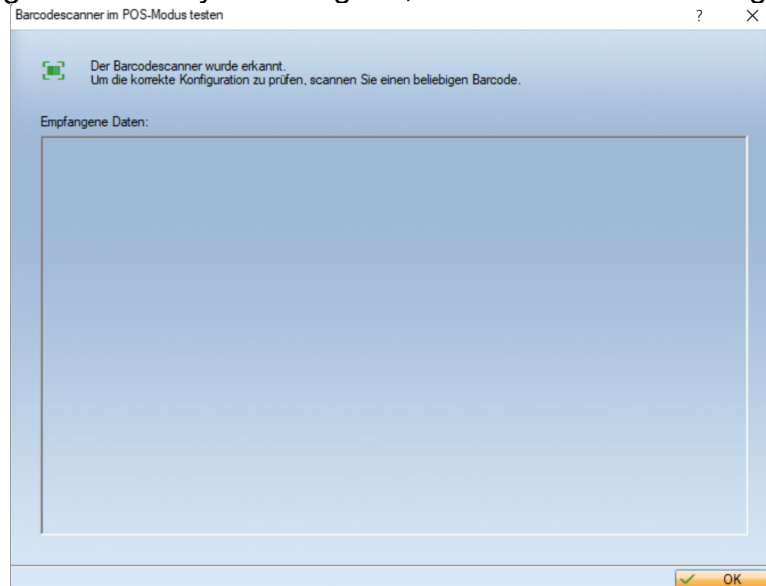 Barcodescanner im POS-Modus testen
Der Barcodescanner wurde erkannt.
Um die korrekte Konfiguration zu prüfen, scannen Sie einen beliebigen Barcode.
Empfangene Daten:
OK